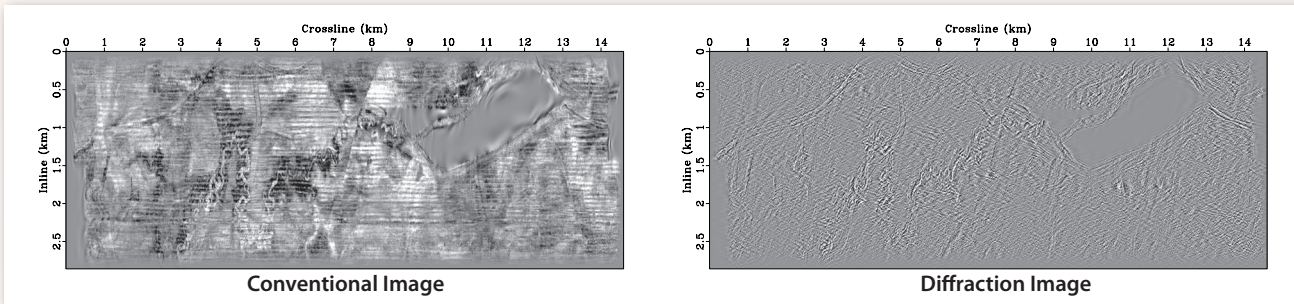 Crossline (km)
0 1 2 3 4 5 6 7 8 9 10 11 12 13 14
Inline (km)
0 0.5 1 1.5 2 2.5
Conventional Image
Crossline (km)
0 1 2 3 4 5 6 7 8 9 10 11 12 13 14
Inline (km)
0 0.5 1 1.5 2 2.5
Diffraction Image